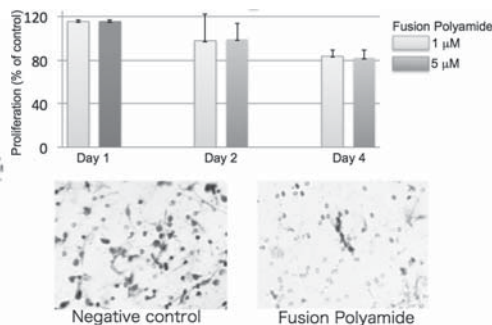 Proliferation (% of control)
120
80
40
0
Day 1
Day 2
Day 4
Fusion Polyamide
1 μM
5 μM
Negative control
Fusion Polyamide